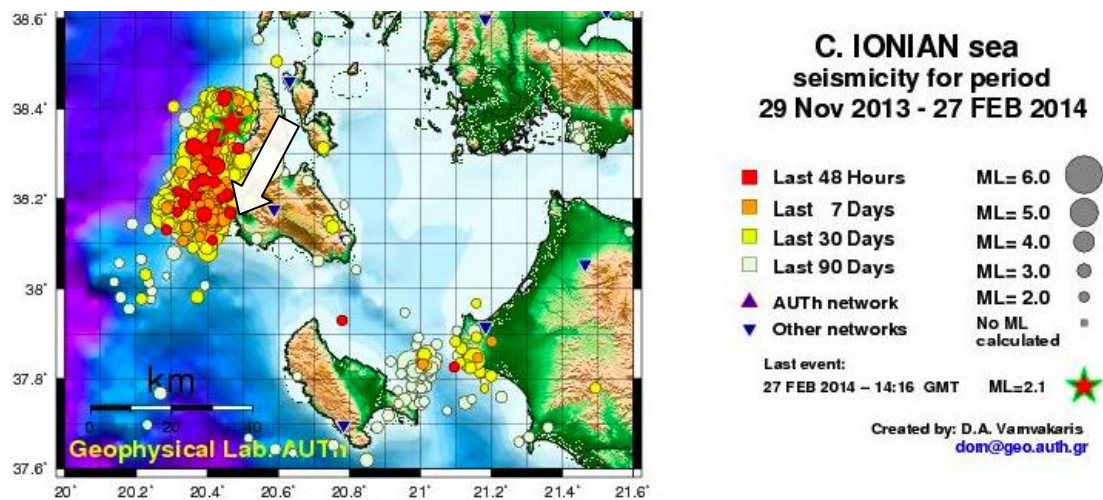 38.6
38.4
38.2
38
37.8
37.6
km
0 20 40
Geophysical Lab. AUTh
20° 20.2 20.4 20.6 20.8 21 21.2 21.4 21.6
C. IONIAN sea
seismicity for period
29 Nov 2013 - 27 FEB 2014
Last 48 Hours ML= 6.0
Last 7 Days ML= 5.0
Last 30 Days ML= 4.0
Last 90 Days ML= 3.0
AUTh network ML= 2.0
Other networks No ML
calculated
Last event:
27 FEB 2014 -- 14:16 GMT ML=2.1
Created by: D.A. Vamvakaris
dom@geo.auth.gr